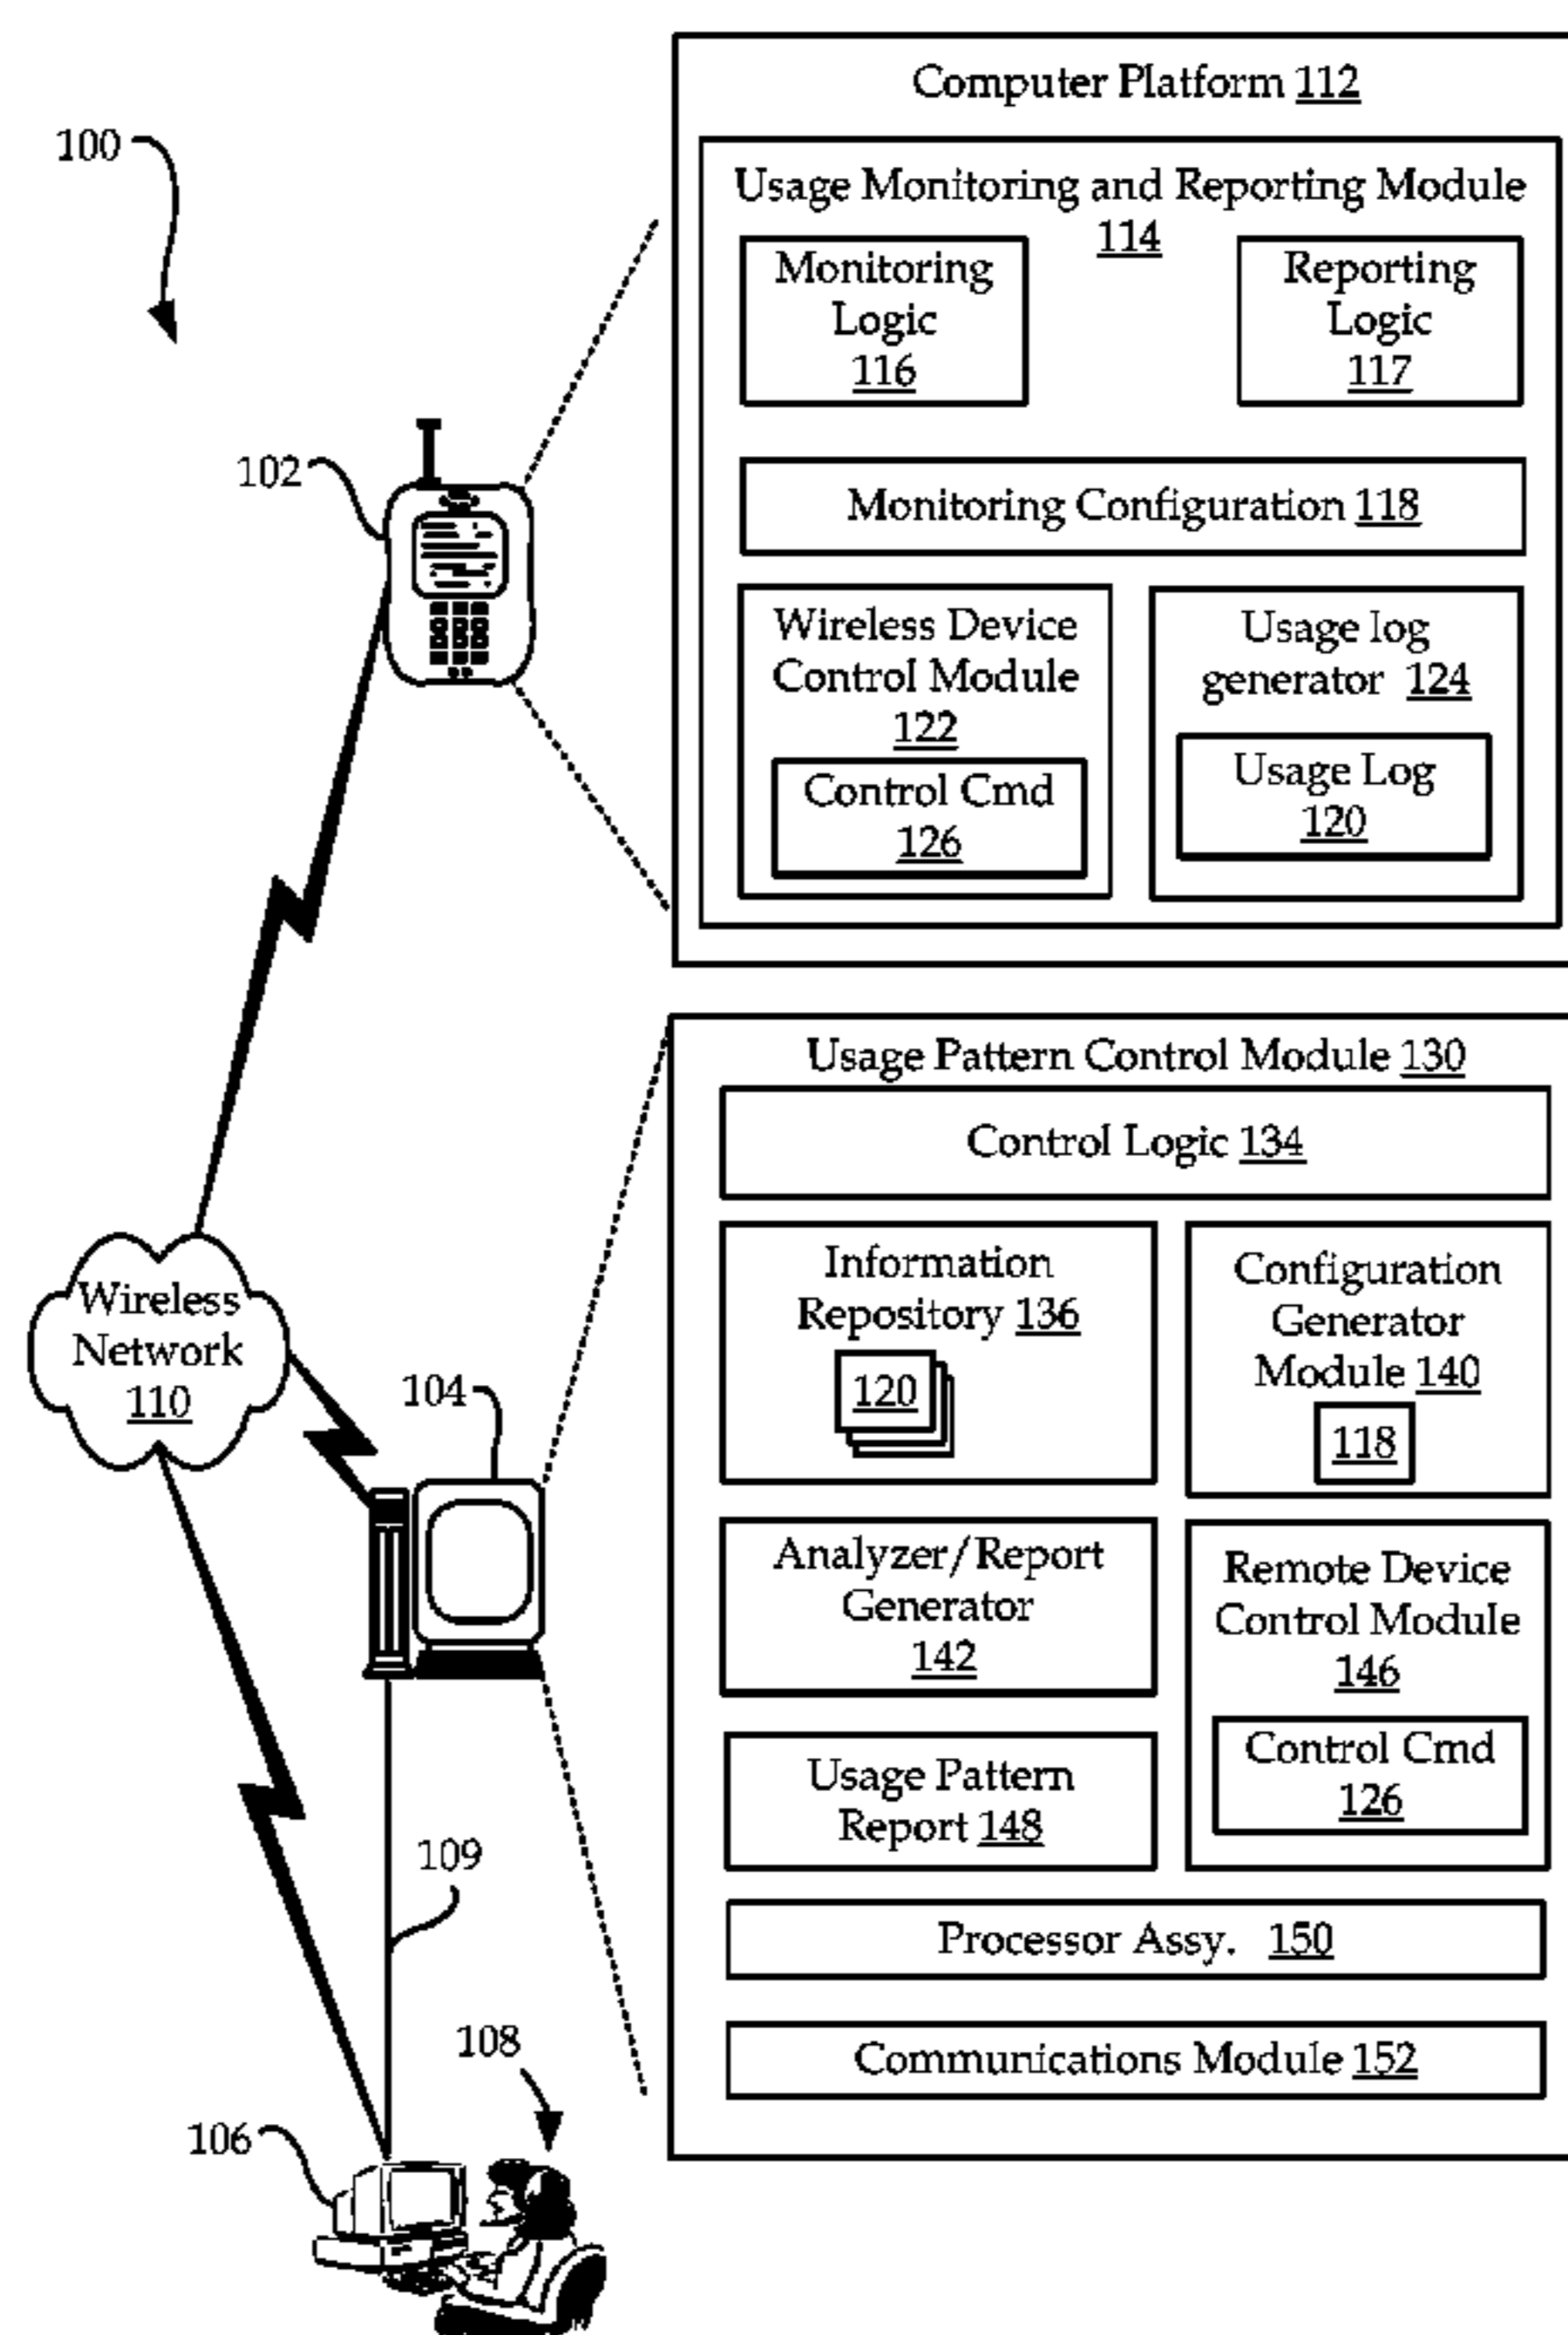 100
102
Wireless
Network
110
104
109
108
106
Computer Platform 112
Usage Monitoring and Reporting Module
114
Monitoring
Logic
116
Reporting
Logic
117
Monitoring Configuration 118
Wireless Device
Control Module
122
Control Cmd
126
Usage log
generator 124
Usage Log
120
Usage Pattern Control Module 130
Control Logic 134
Information
Repository 136
120
Configuration
Generator
Module 140
118
Analyzer/Report
Generator
142
Remote Device
Control Module
146
Control Cmd
126
Usage Pattern
Report 148
Processor Assy. 150
Communications Module 152